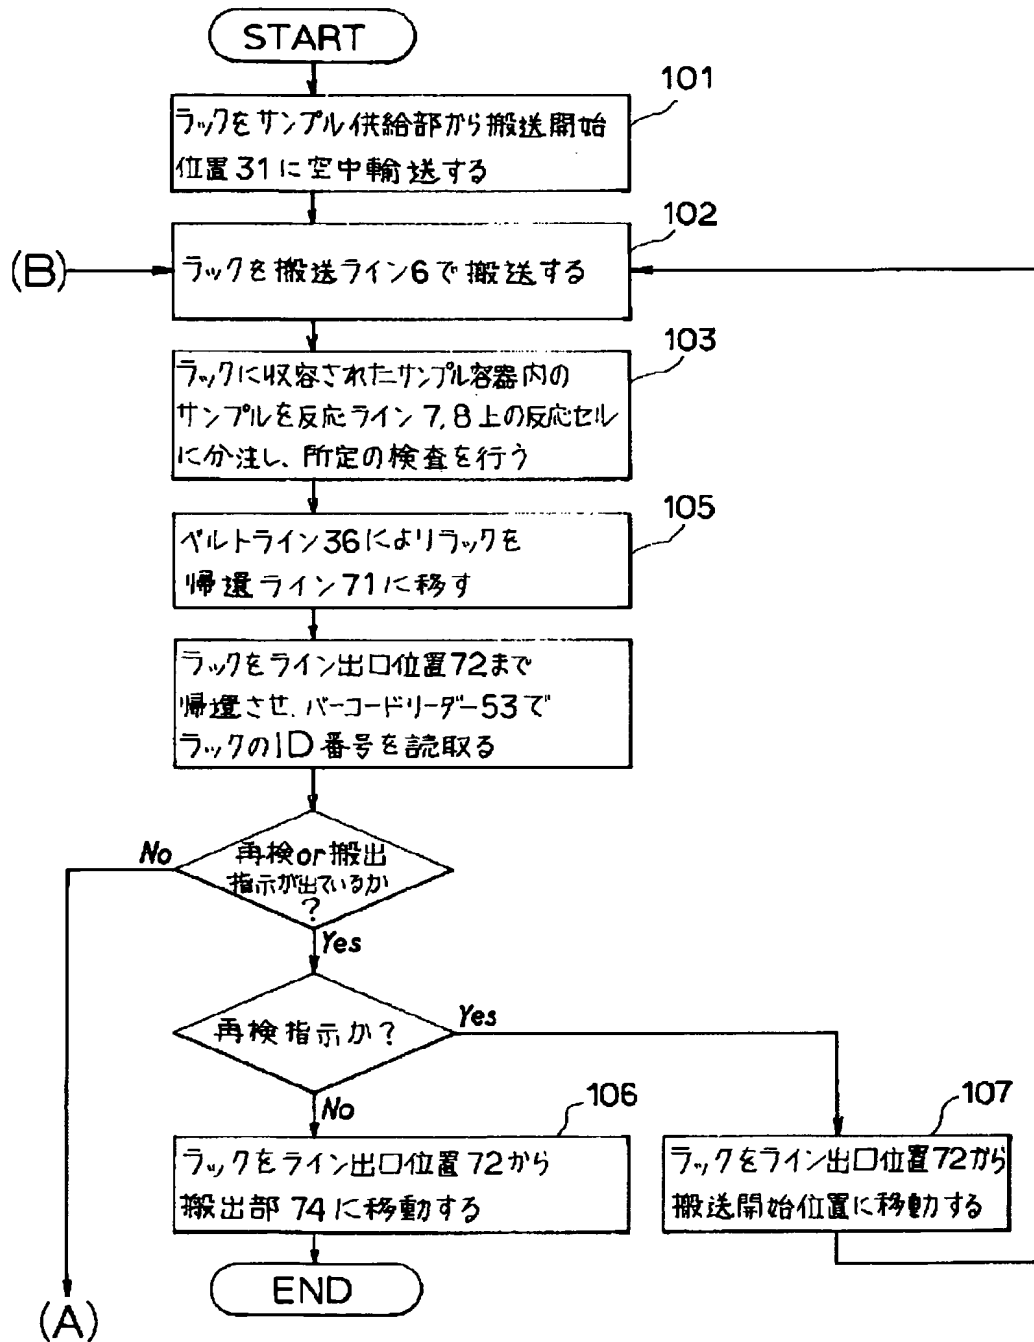 START
101
ラックをサンプル供給部から搬送開始
位置31に空中輸送する
102
(B)
ラックを搬送ライン6で搬送する
103
ラックに収容されたサンプル容器内の
サンプルを反応ライン7,8上の反応セル
に分注し、所定の検査を行う
105
ベルトライン36によりラックを
帰還ライン71に移す
ラックをライン出口位置72まで
帰還させ、バーコードリーダー53で
ラックのID番号を読取る
No
再検or搬出
指示が出ているか
?
Yes
再検指示か?
Yes
No
106
ラックをライン出口位置72から
搬出部74に移動する
107
ラックをライン出口位置72から
搬送開始位置に移動する
END
(A)